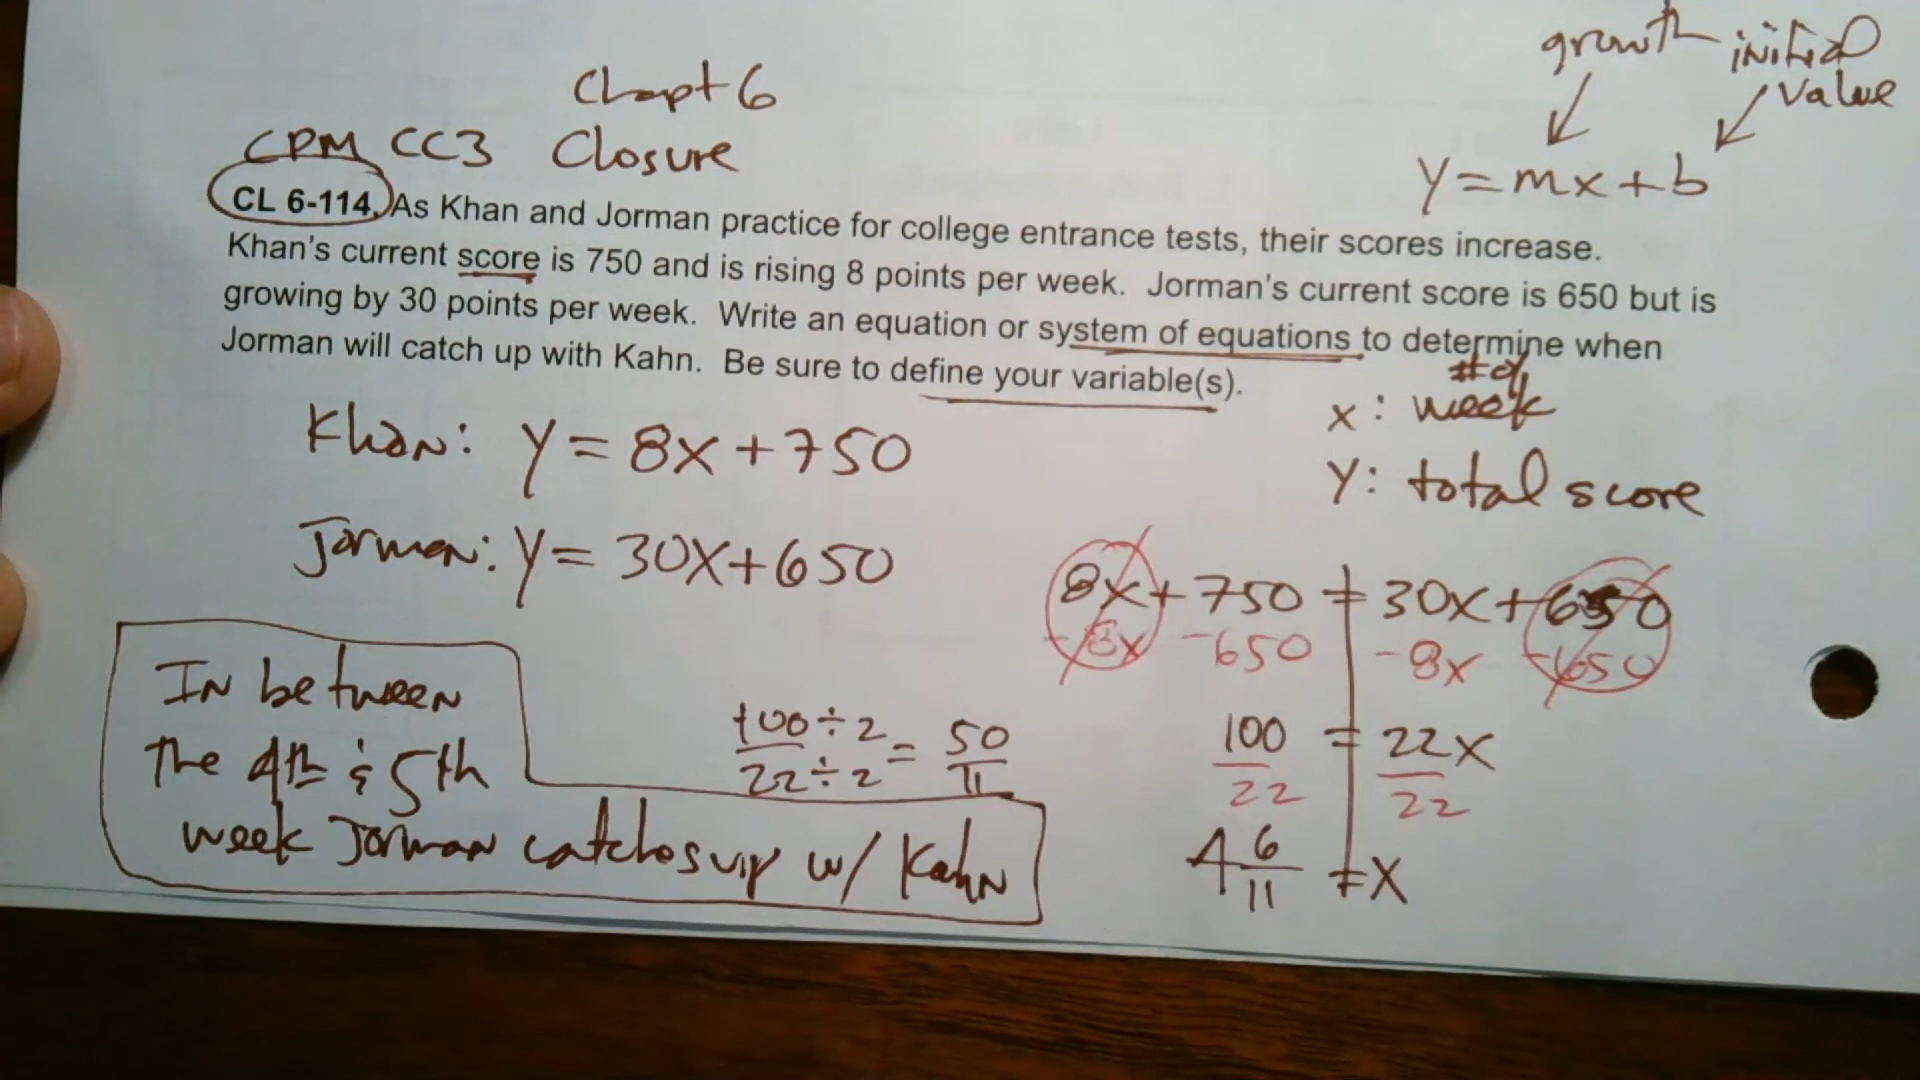 growth initial
value
y=mx+b
Chapt 6
CPM CC3 Closure
CL 6-114. As Khan and Jorman practice for college entrance tests, their scores increase.
Khan's current score is 750 and is rising 8 points per week. Jorman's current score is 650 but is
growing by 30 points per week. Write an equation or system of equations to determine when
Jorman will catch up with Kahn. Be sure to define your variable(s).
# of
x: week
y: total score
Khan: y=8x+750
Jorman: y=30x+650
8x+750=30x+650
-8x -650 -8x -650
100 = 22x
22 22
4 6/11 = x
100÷2 = 50
22÷2 11
In between
the 4th & 5th
week Jorman catches up w/ Kahn